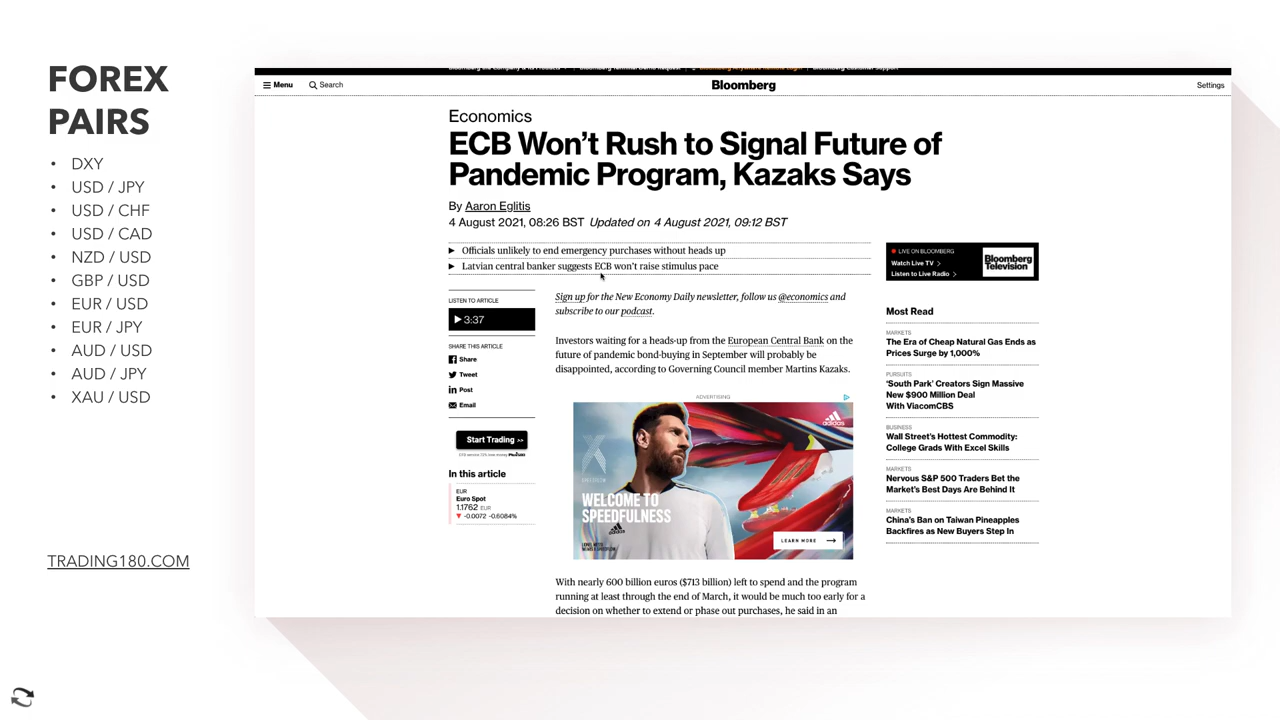 FOREX
PAIRS
• DXY
• USD / JPY
• USD / CHF
• USD / CAD
• NZD / USD
• GBP / USD
• EUR / USD
• EUR / JPY
• AUD / USD
• AUD / JPY
• XAU / USD
TRADING180.COM
Menu
Search
Bloomberg
Settings
Economics
ECB Won’t Rush to Signal Future of
Pandemic Program, Kazaks Says
By Aaron Eglitis
4 August 2021, 08:26 BST Updated on 4 August 2021, 09:12 BST
Officials unlikely to end emergency purchases without heads up
Latvian central banker suggests ECB won’t raise stimulus pace
LISTEN TO ARTICLE
3:37
SHARE THIS ARTICLE
Share
Tweet
Post
Email
Start Trading >>
In this article
EUR
Euro Spot
1.1762 EUR
-0.0072 -0.6084%
Sign up for the New Economy Daily newsletter, follow us @economics and
subscribe to our podcast.
Investors waiting for a heads-up from the European Central Bank on the
future of pandemic bond-buying in September will probably be
disappointed, according to Governing Council member Martins Kazaks.
ADVERTISING
adidas
WELCOME TO
SPEEDFULNESS
LEARN MORE
With nearly 600 billion euros ($713 billion) left to spend and the program
running at least through the end of March, it would be much too early for a
decision on whether to extend or phase out purchases, he said in an
LIVE ON BLOOMBERG
Watch Live TV
Listen to Live Radio
Bloomberg
Television
Most Read
MARKETS
The Era of Cheap Natural Gas Ends as
Prices Surge by 1,000%
PURSUITS
‘South Park’ Creators Sign Massive
New $900 Million Deal
With ViacomCBS
BUSINESS
Wall Street’s Hottest Commodity:
College Grads With Excel Skills
MARKETS
Nervous S&P 500 Traders Bet the
Market’s Best Days Are Behind It
MARKETS
China’s Ban on Taiwan Pineapples
Backfires as New Buyers Step In